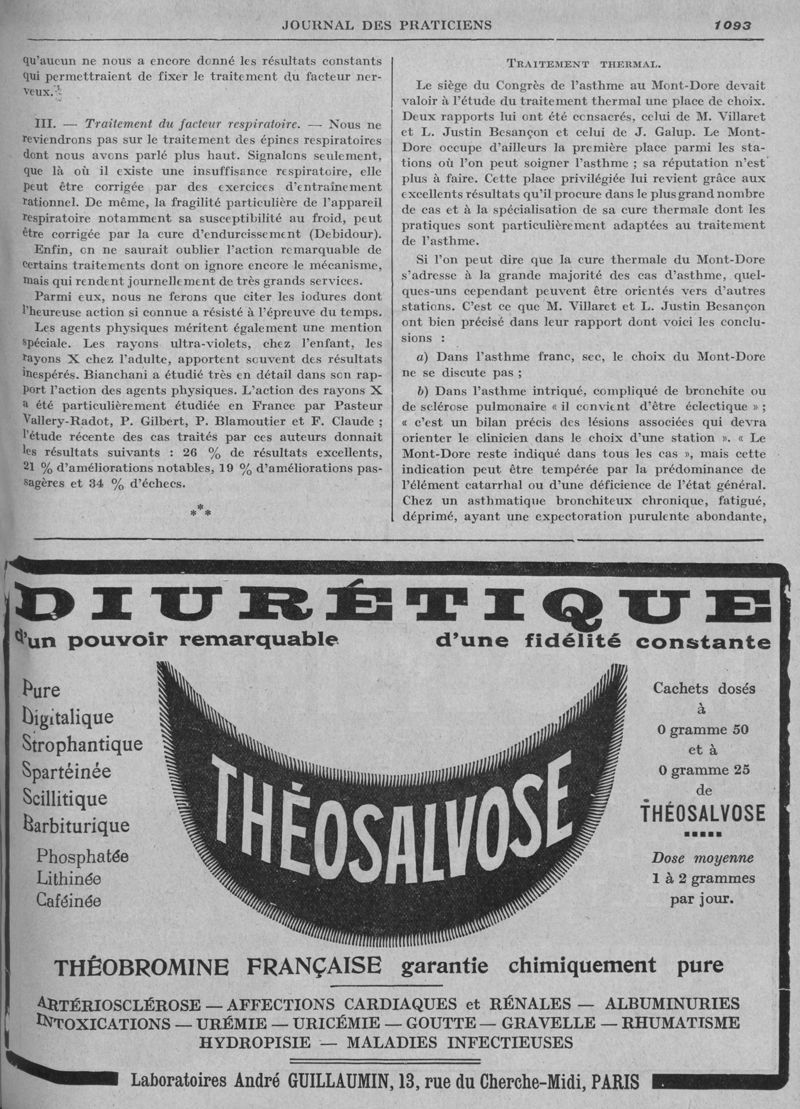 JOURNAL DES PRATICIENS 1093
qu'aucun ne nous a encore donné les résultats constants
qui permettraient de fixer le traitement du facteur ner-
veux.
III. — Traitement du facteur respiratoire. — Nous ne
reviendrons pas sur le traitement des épines respiratoires
dont nous avons parlé plus haut. Signalons seulement,
que là où il existe une insuffisance respiratoire, elle
peut être corrigée par des exercices d'entraînement
rationnel. De même, la fragilité particulière de l'appareil
respiratoire notamment sa susceptibilité au froid, peut
être corrigée par la cure d'endurcissement (Debidour).
Enfin, on ne saurait oublier l'action remarquable de
certains traitements dont on ignore encore le mécanisme,
mais qui rendent journellement de très grands services.
Parmi eux, nous ne ferons que citer les iodures dont
l'heureuse action si connue a résisté à l'épreuve du temps.
Les agents physiques méritent également une mention
spéciale. Les rayons ultra-violets, chez l'enfant, les
rayons X chez l'adulte, apportent souvent des résultats
inespérés. Bianchani a étudié très en détail dans son rap-
port l'action des agents physiques. L'action des rayons X
a été particulièrement étudiée en France par Pasteur
Vallery-Radot, P. Gilbert, P. Blamoutier et F. Claude ;
l'étude récente des cas traités par ces auteurs donnait
les résultats suivants : 26 % de résultats excellents,
21 % d'améliorations notables, 19 % d'améliorations pas-
sagères et 34 % d'échecs.
***
TRAITEMENT THERMAL.
Le siège du Congrès de l'asthme au Mont-Dore devait
valoir à l'étude du traitement thermal une place de choix.
Deux rapports lui ont été consacrés, celui de M. Villaret
et L. Justin Besançon et celui de J. Galup. Le Mont-
Dore occupe d'ailleurs la première place parmi les sta-
tions où l'on peut soigner l'asthme ; sa réputation n'est
plus à faire. Cette place privilégiée lui revient grâce aux
excellents résultats qu'il procure dans le plus grand nombre
de cas et à la spécialisation de sa cure thermale dont les
pratiques sont particulièrement adaptées au traitement
de l'asthme.
Si l'on peut dire que la cure thermale du Mont-Dore
s'adresse à la grande majorité des cas d'asthme, quel-
ques-uns cependant peuvent être orientés vers d'autres
stations. C'est ce que M. Villaret et L. Justin Besançon
ont bien précisé dans leur rapport dont voici les conclu-
sions :
a) Dans l'asthme franc, sec, le choix du Mont-Dore
ne se discute pas ;
b) Dans l'asthme intriqué, compliqué de bronchite ou
de sclérose pulmonaire « il convient d'être éclectique » ;
« c'est un bilan précis des lésions associées qui devra
orienter le clinicien dans le choix d'une station ». « Le
Mont-Dore reste indiqué dans tous les cas », mais cette
indication peut être tempérée par la prédominance de
l'élément catarrhal ou d'une déficience de l'état général.
Chez un asthmatique bronchiteux chronique, fatigué,
déprimé, ayant une expectoration purulente abondante,
DIURÉTIQUE
d'un pouvoir remarquable d'une fidélité constante
Pure
Digitalique
Strophantique
Spartéinée
Scillitique
Barbiturique
Phosphatée
Lithinée
Caféinée
THÉOSALVOSE
Cachets dosés
à
0 gramme 50
et à
0 gramme 25
de
THÉOSALVOSE
Dose moyenne
1 à 2 grammes
par jour.
THÉOBROMINE FRANÇAISE garantie chimiquement pure
ARTÉRIOSCLÉROSE — AFFECTIONS CARDIAQUES et RÉNALES — ALBUMINURIES
INTOXICATIONS — URÉMIE — URICÉMIE — GOUTTE — GRAVELLE — RHUMATISME
HYDROPISIE — MALADIES INFECTIEUSES
Laboratoires André GUILLAUMIN, 13, rue du Cherche-Midi, PARIS